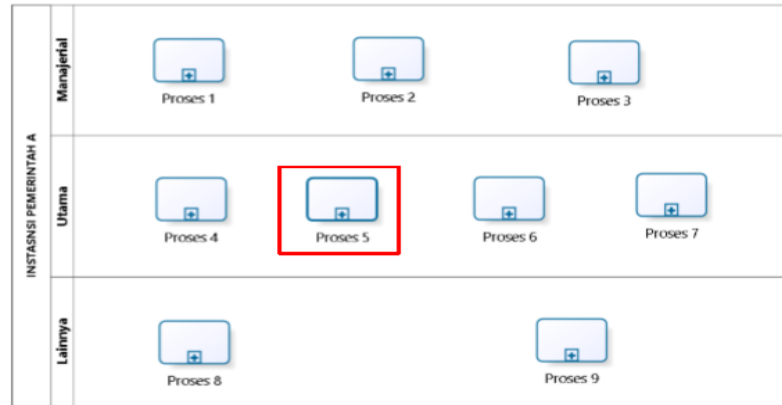 INSTASNSI PEMERINTAH A
Manajerial
Proses 1
Proses 2
Proses 3
Utama
Proses 4
Proses 5
Proses 6
Proses 7
Lainnya
Proses 8
Proses 9